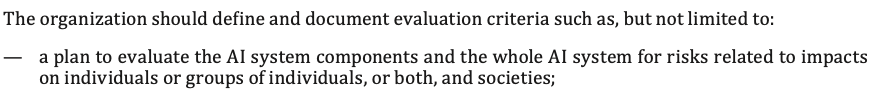 The organization should define and document evaluation criteria such as, but not limited to:
— a plan to evaluate the AI system components and the whole AI system for risks related to impacts
on individuals or groups of individuals, or both, and societies;